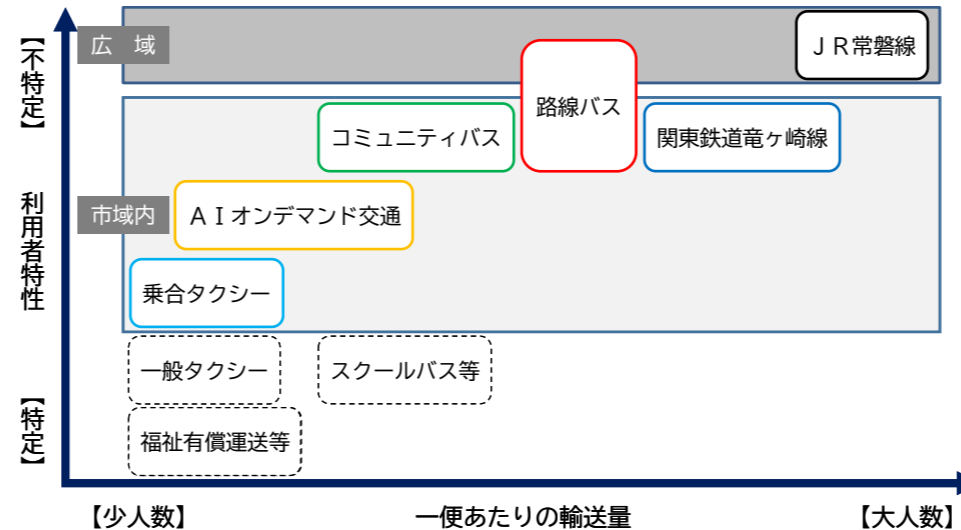 【不特定】
利用者特性
【特定】
広　域
ＪＲ常磐線
路線バス
コミュニティバス
関東鉄道竜ヶ崎線
市域内
ＡＩオンデマンド交通
乗合タクシー
一般タクシー
スクールバス等
福祉有償運送等
【少人数】
一便あたりの輸送量
【大人数】